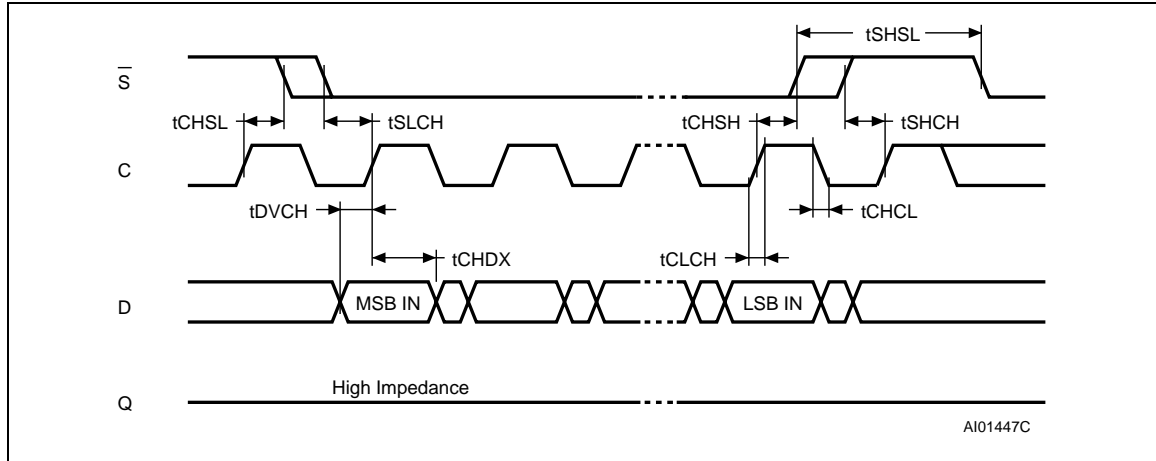 tSHSL
S
tCHSL
tSLCH
tCHSH
tSHCH
C
tDVCH
tCHCL
tCHDX
tCLCH
D
MSB IN
LSB IN
High Impedance
Q
AI01447C